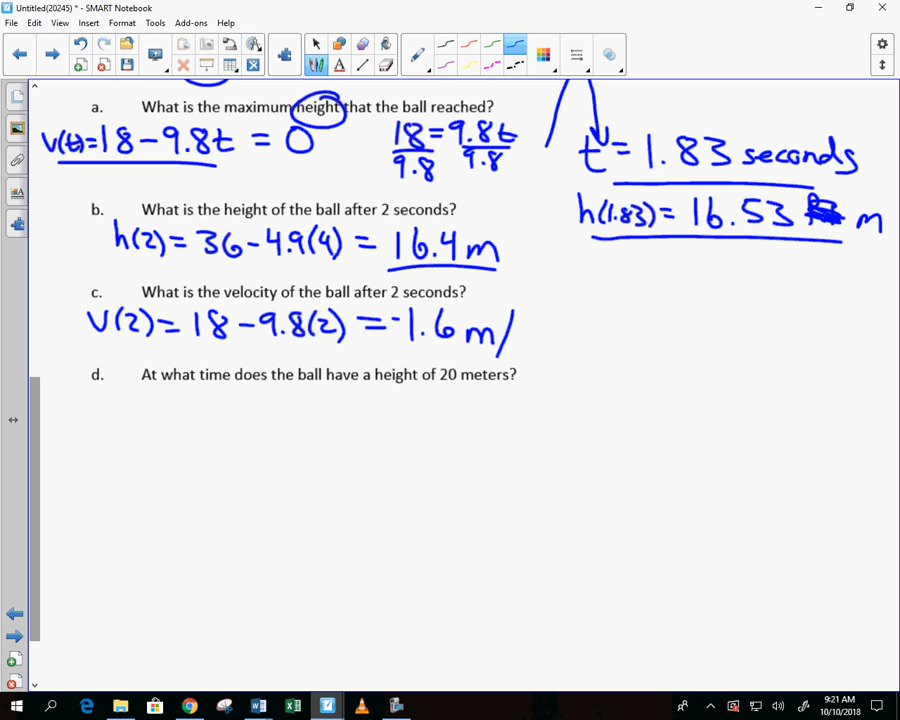 Untitled(20245) * - SMART Notebook
File Edit View Insert Format Tools Add-ons Help
a. What is the maximum height that the ball reached?
v(t)=18-9.8t = 0
18=9.8t
9.8 9.8
t = 1.83 seconds
h(1.83) = 16.53 m
b. What is the height of the ball after 2 seconds?
h(2) = 36-4.9(4) = 16.4 m
c. What is the velocity of the ball after 2 seconds?
v(2) = 18-9.8(2) = -1.6 m/
d. At what time does the ball have a height of 20 meters?
9:21 AM
10/10/2018